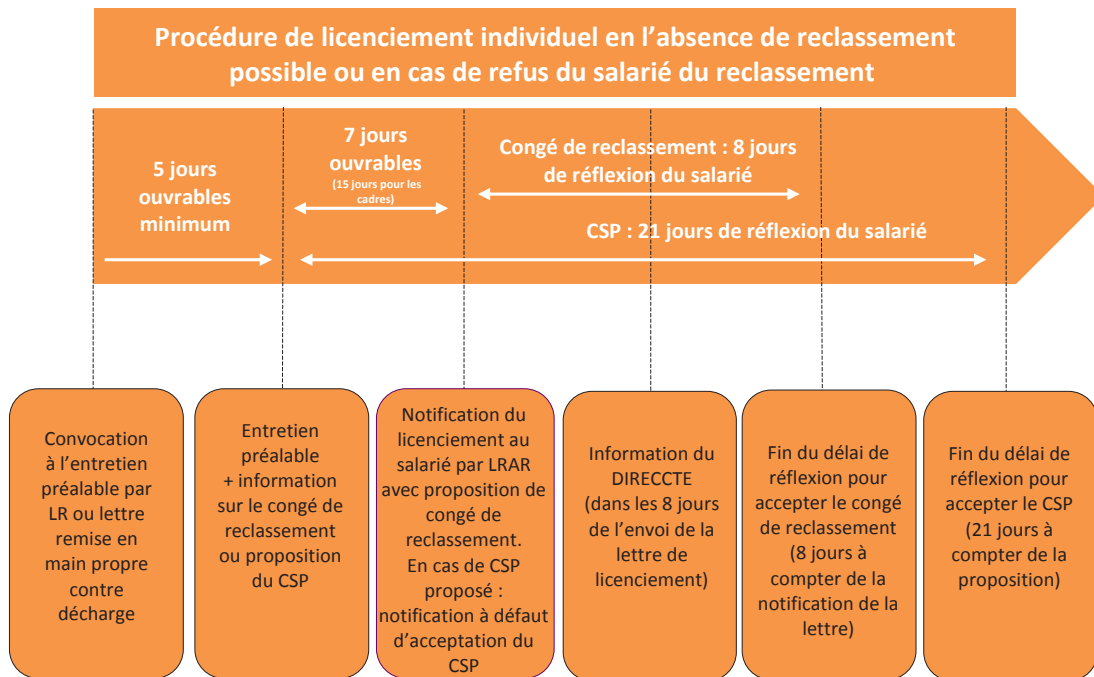 Procédure de licenciement individuel en l’absence de reclassement
possible ou en cas de refus du salarié du reclassement
5 jours
ouvrables
minimum
7 jours
ouvrables
(15 jours pour les
cadres)
Congé de reclassement : 8 jours
de réflexion du salarié
CSP : 21 jours de réflexion du salarié
Convocation
à l’entretien
préalable par
LR ou lettre
remise en
main propre
contre
décharge
Entretien
préalable
+ information
sur le congé de
reclassement
ou proposition
du CSP
Notification du
licenciement au
salarié par LRAR
avec proposition de
congé de
reclassement.
En cas de CSP
proposé :
notification à défaut
d’acceptation du
CSP
Information du
DIRECCTE
(dans les 8 jours
de l’envoi de la
lettre de
licenciement)
Fin du délai de
réflexion pour
accepter le congé
de reclassement
(8 jours à
compter de la
notification de la
lettre)
Fin du délai de
réflexion pour
accepter le CSP
(21 jours à
compter de la
proposition)